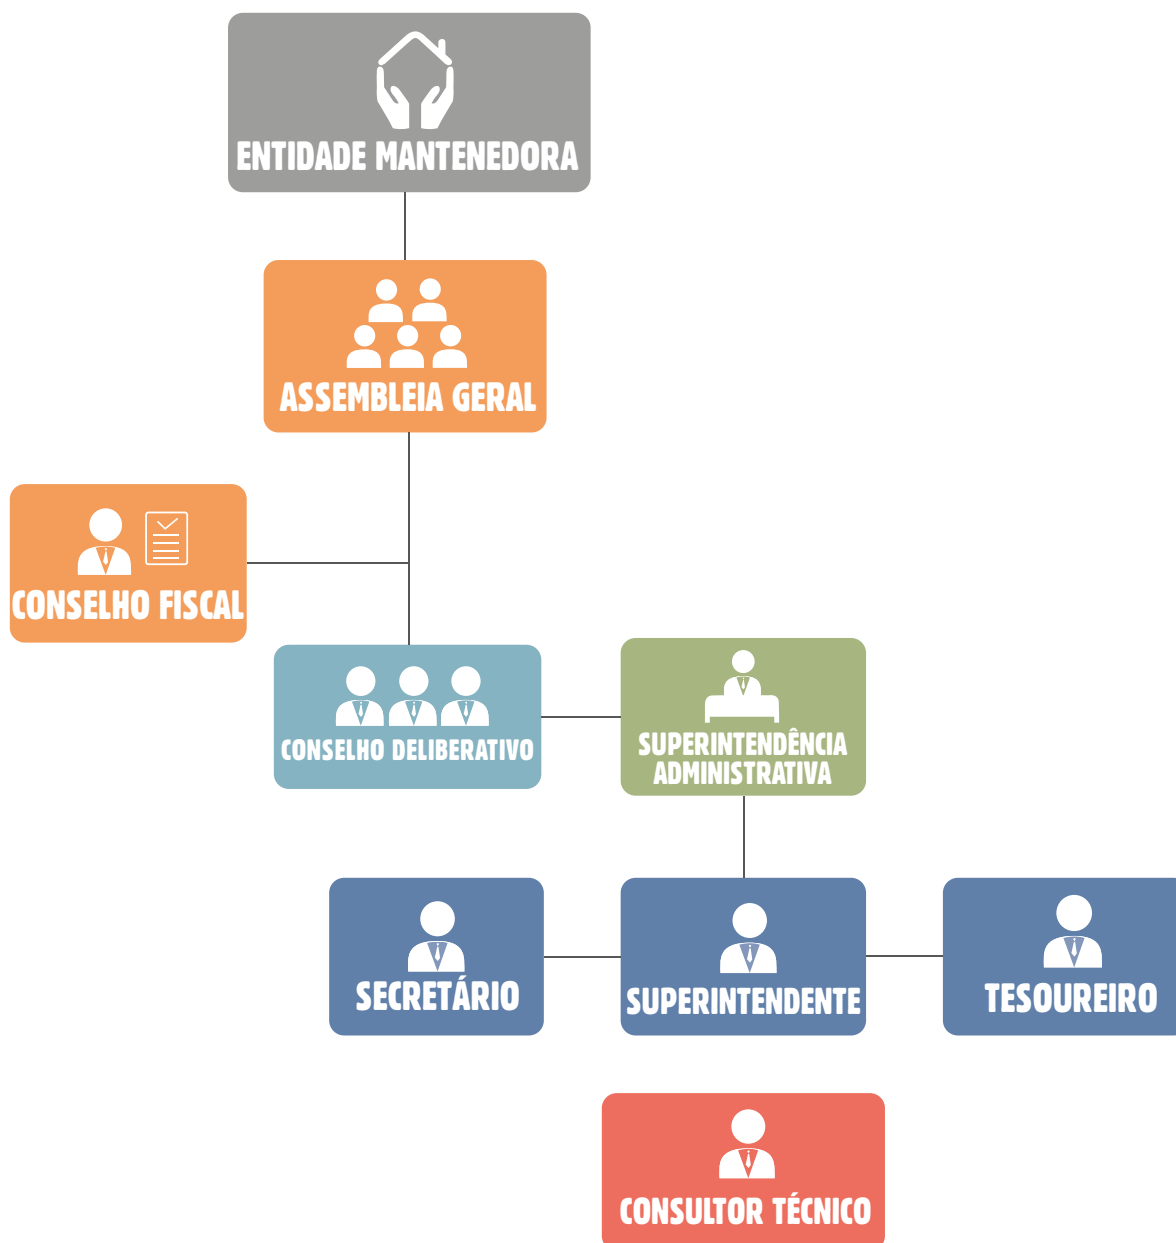 ENTIDADE MANTENEDORA
ASSEMBLEIA GERAL
CONSELHO FISCAL
CONSELHO DELIBERATIVO
SUPERINTENDÊNCIA
ADMINISTRATIVA
SECRETÁRIO
SUPERINTENDENTE
TESOUREIRO
CONSULTOR TÉCNICO